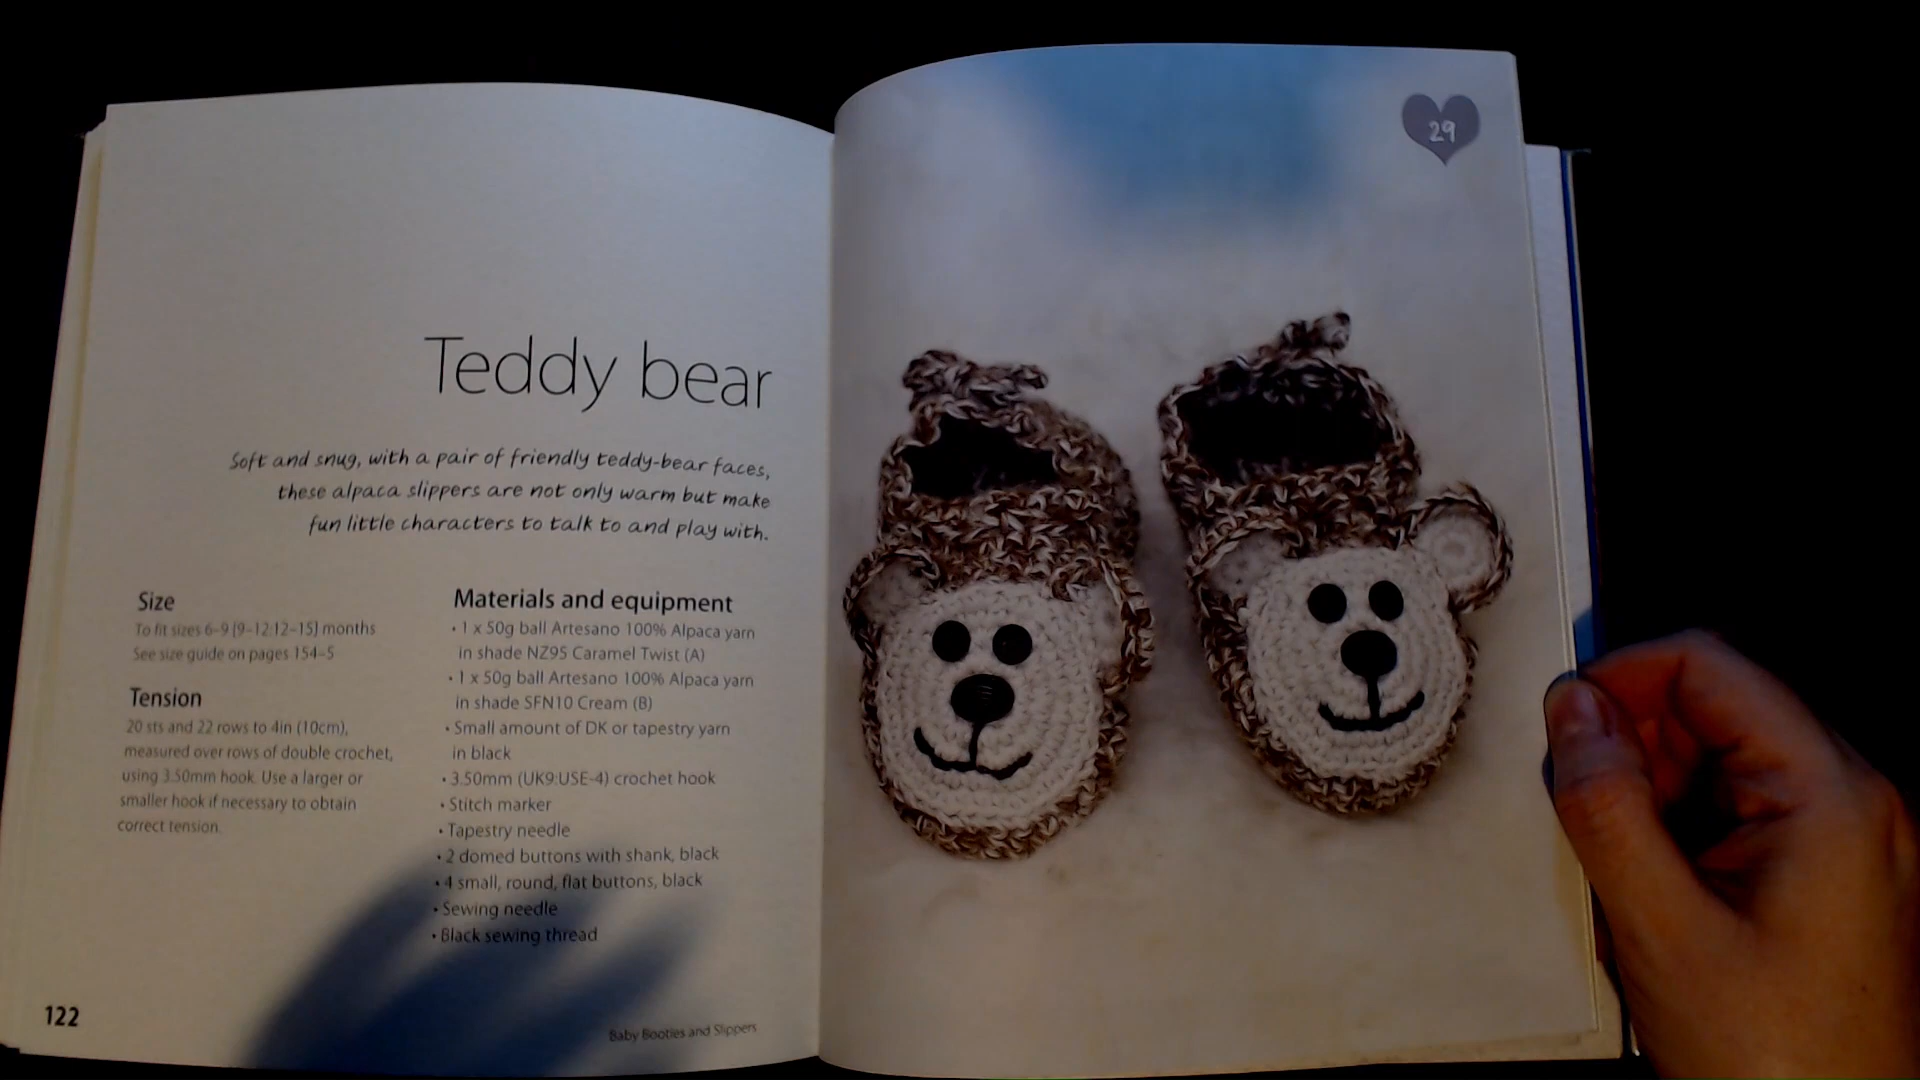 Teddy bear
Soft and snug, with a pair of friendly teddy-bear faces,
these alpaca slippers are not only warm but make
fun little characters to talk to and play with.
Size
To fit sizes 6–9 [9–12:12–15] months
See size guide on pages 154–5
Tension
20 sts and 22 rows to 4in (10cm),
measured over rows of double crochet,
using 3.50mm hook. Use a larger or
smaller hook if necessary to obtain
correct tension.
Materials and equipment
• 1 x 50g ball Artesano 100% Alpaca yarn
in shade NZ95 Caramel Twist (A)
• 1 x 50g ball Artesano 100% Alpaca yarn
in shade SFN10 Cream (B)
• Small amount of DK or tapestry yarn
in black
• 3.50mm (UK9:USE-4) crochet hook
• Stitch marker
• Tapestry needle
• 2 domed buttons with shank, black
• 4 small, round, flat buttons, black
• Sewing needle
• Black sewing thread
122
Baby Booties and Slippers
29